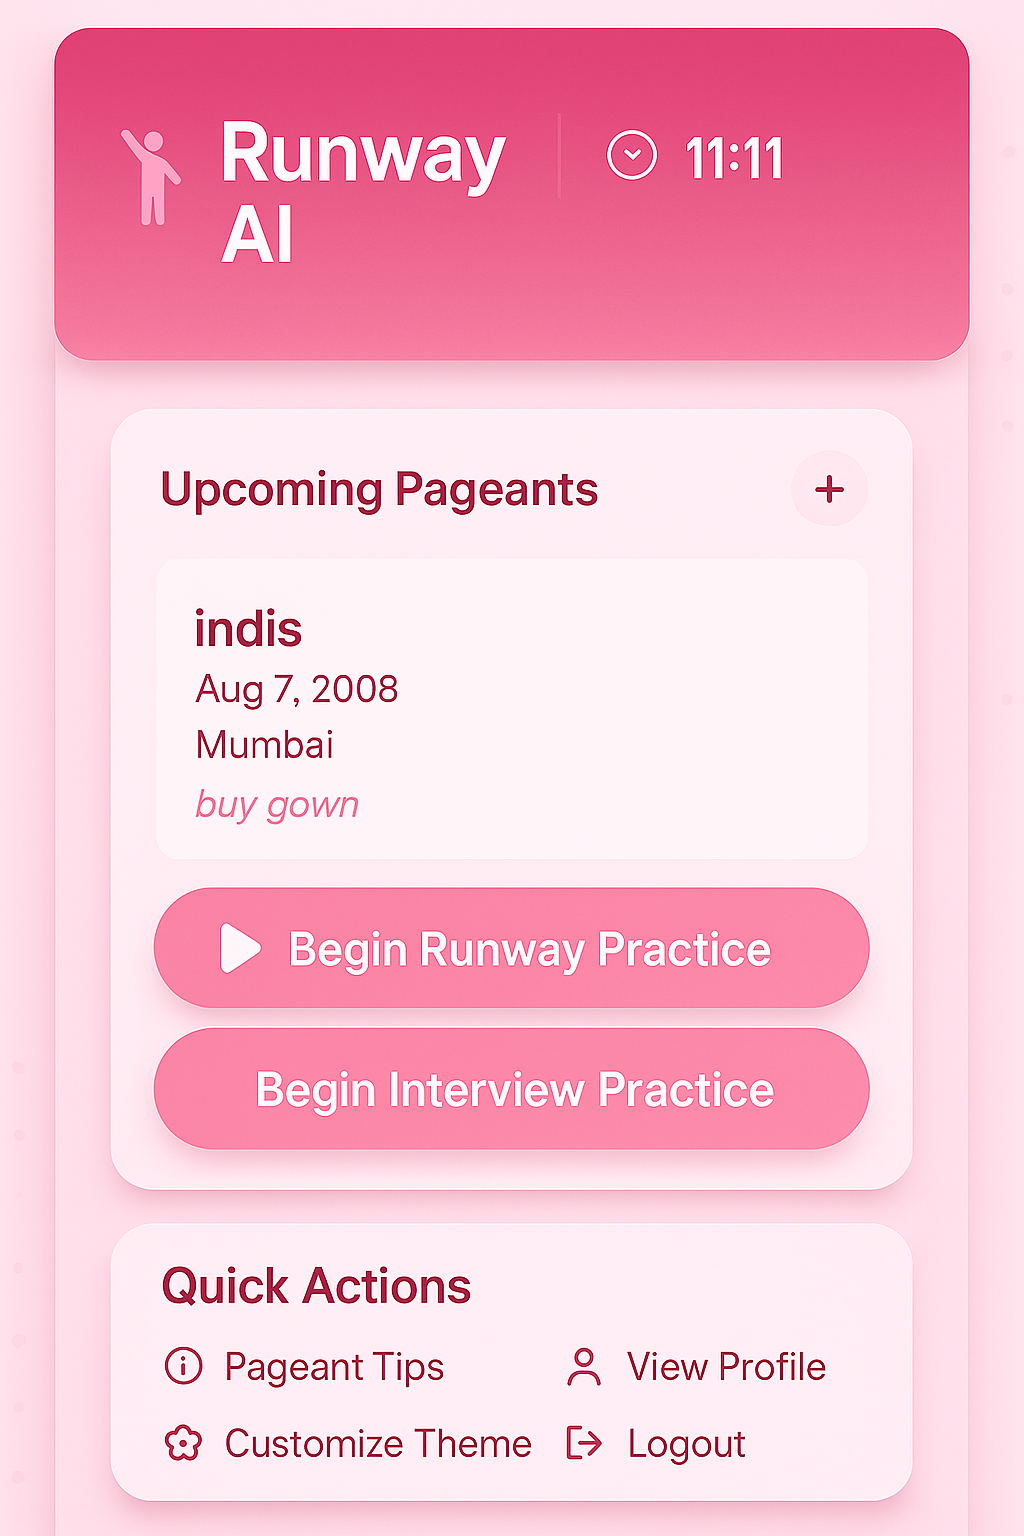 Runway
AI
11:11
Upcoming Pageants
indis
Aug 7, 2008
Mumbai
buy gown
Begin Runway Practice
Begin Interview Practice
Quick Actions
Pageant Tips
View Profile
Customize Theme
Logout